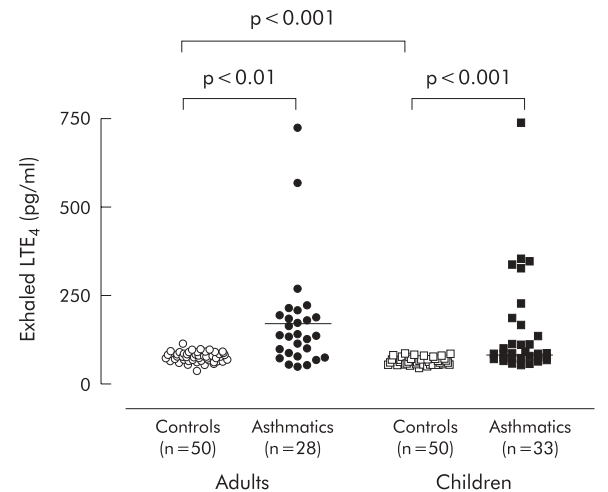 p<0.001
p<0.01
p<0.001
750
500
250
0
Exhaled LTE4 (pg/ml)
Controls
(n=50)
Asthmatics
(n=28)
Controls
(n=50)
Asthmatics
(n=33)
Adults
Children